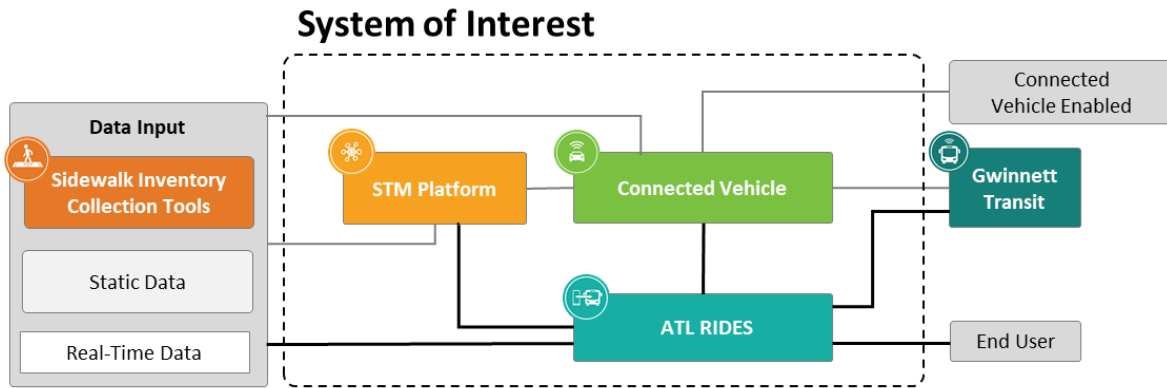 System of Interest
Data Input
Sidewalk Inventory
Collection Tools
Static Data
Real-Time Data
STM Platform
Connected Vehicle
ATL RIDES
Connected
Vehicle Enabled
Gwinnett
Transit
End User